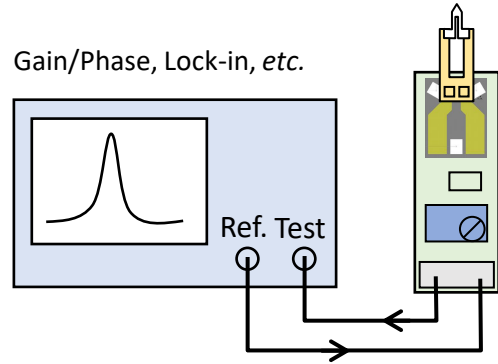 Gain/Phase, Lock-in, etc.
Ref. Test